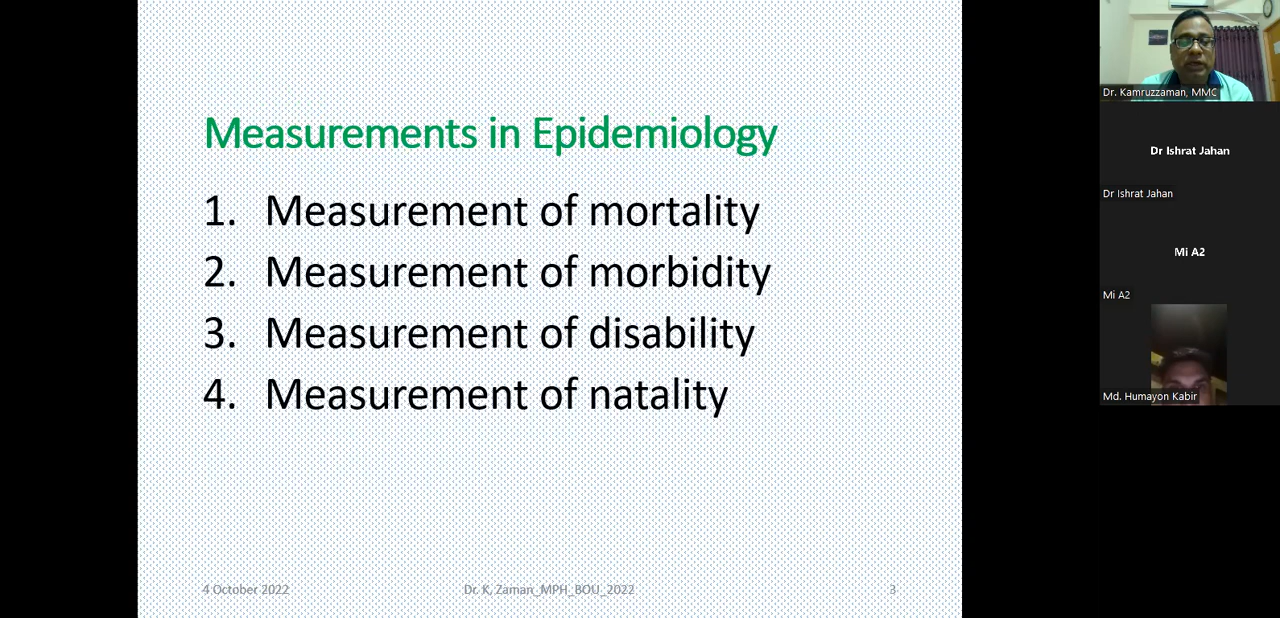 Measurements in Epidemiology
1. Measurement of mortality
2. Measurement of morbidity
3. Measurement of disability
4. Measurement of natality
4 October 2022
Dr. K, Zaman_MPH_BOU_2022
3
Dr. Kamruzzaman, MMC
Dr Ishrat Jahan
Dr Ishrat Jahan
Mi A2
Mi A2
Md. Humayon Kabir